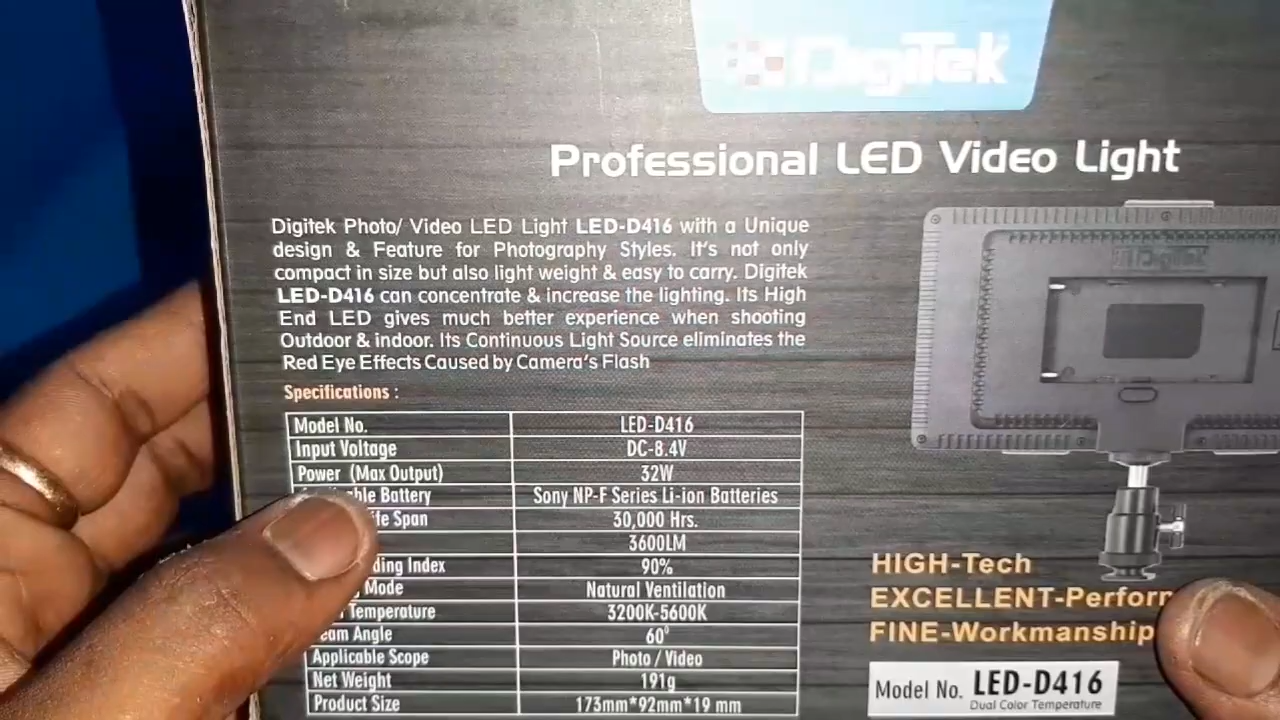 DigiTek
Professional LED Video Light
Digitek Photo/ Video LED Light LED-D416 with a Unique
design & Feature for Photography Styles. It's not only
compact in size but also light weight & easy to carry. Digitek
LED-D416 can concentrate & increase the lighting. Its High
End LED gives much better experience when shooting
Outdoor & indoor. Its Continuous Light Source eliminates the
Red Eye Effects Caused by Camera's Flash
Specifications :
Model No. LED-D416
Input Voltage DC-8.4V
Power (Max Output) 32W
Battery Sony NP-F Series Li-ion Batteries
Span 30,000 Hrs.
3600LM
Index 90%
Mode Natural Ventilation
Temperature 3200K-5600K
Angle 60⁰
Applicable Scope Photo / Video
Net Weight 191g
Product Size 173mm*92mm*19 mm
DigiTek
HIGH-Tech
EXCELLENT-Perfor
FINE-Workmanship
Model No. LED-D416
Dual Color Temperature